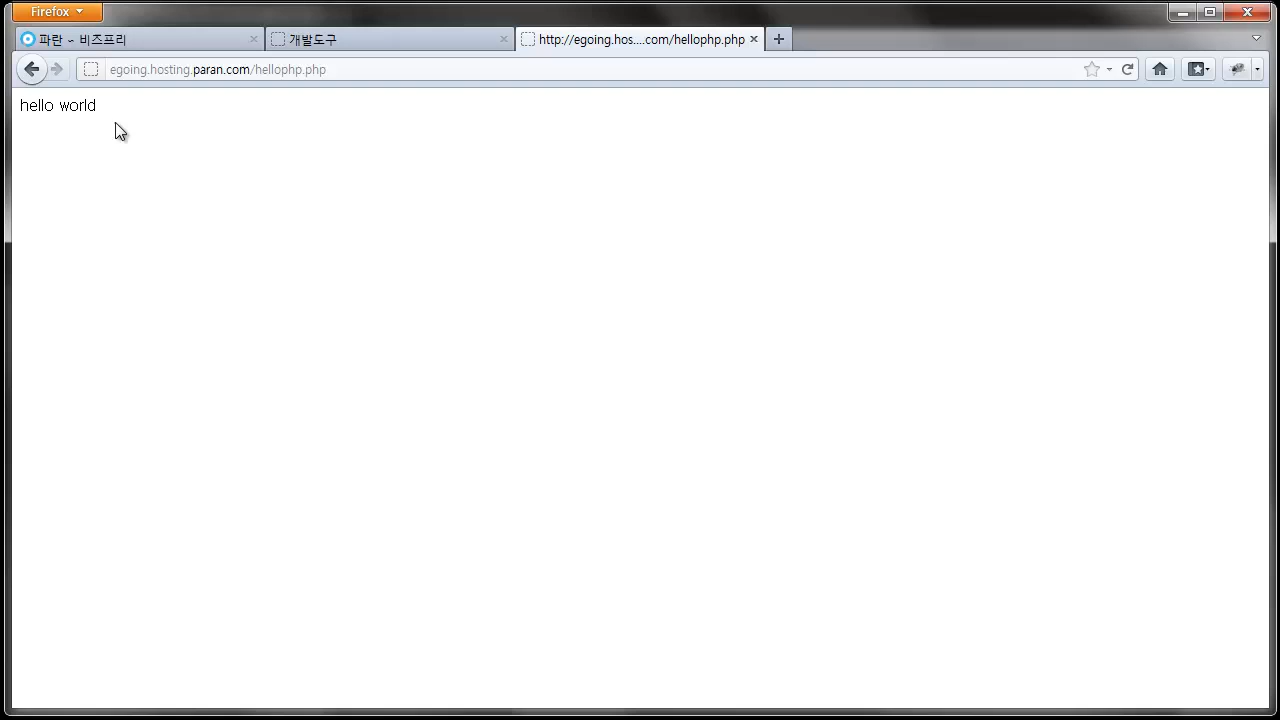 Firefox
파란 - 비즈프리
개발도구
http://egoing.hos....com/hellophp.php
egoing.hosting.paran.com/hellophp.php
hello world